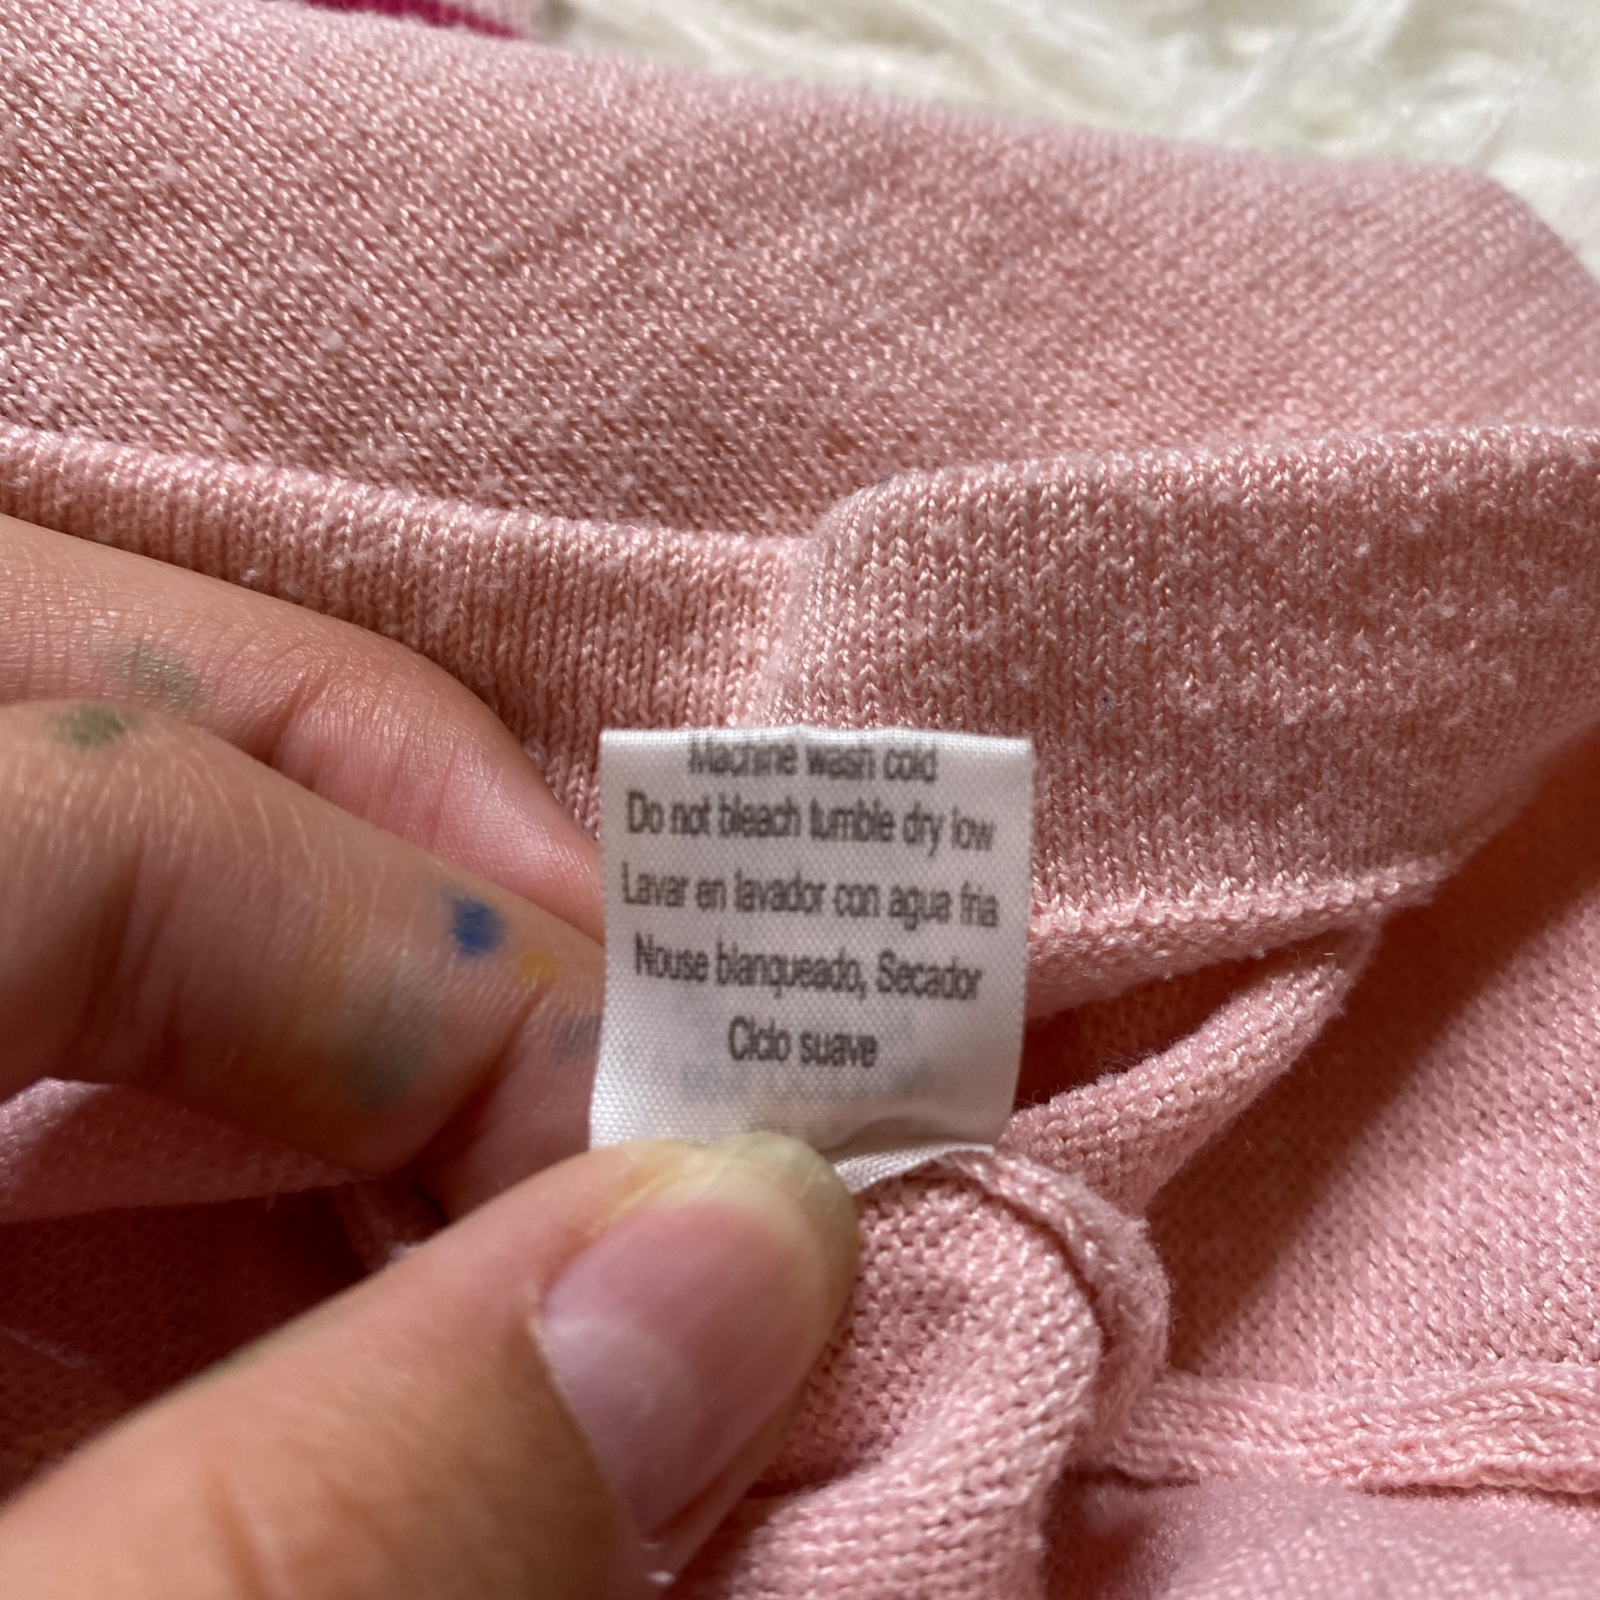 Machine wash cold
Do not bleach tumble dry low
Lavar en lavador con agua fria
Nouse blanqueado, Secador
Ciclo suave